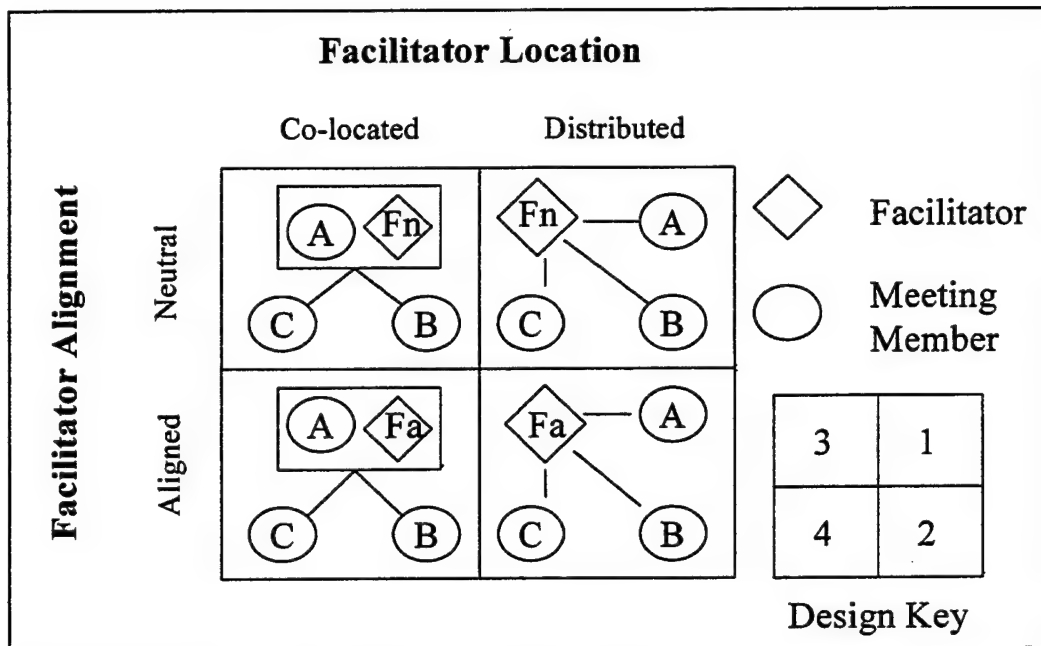 Facilitator Location
Co-located Distributed
Facilitator Alignment
Neutral
A Fn
C B
Fn A
C B
Aligned
A Fa
C B
Fa A
C B
Facilitator
Meeting
Member
3 1
4 2
Design Key